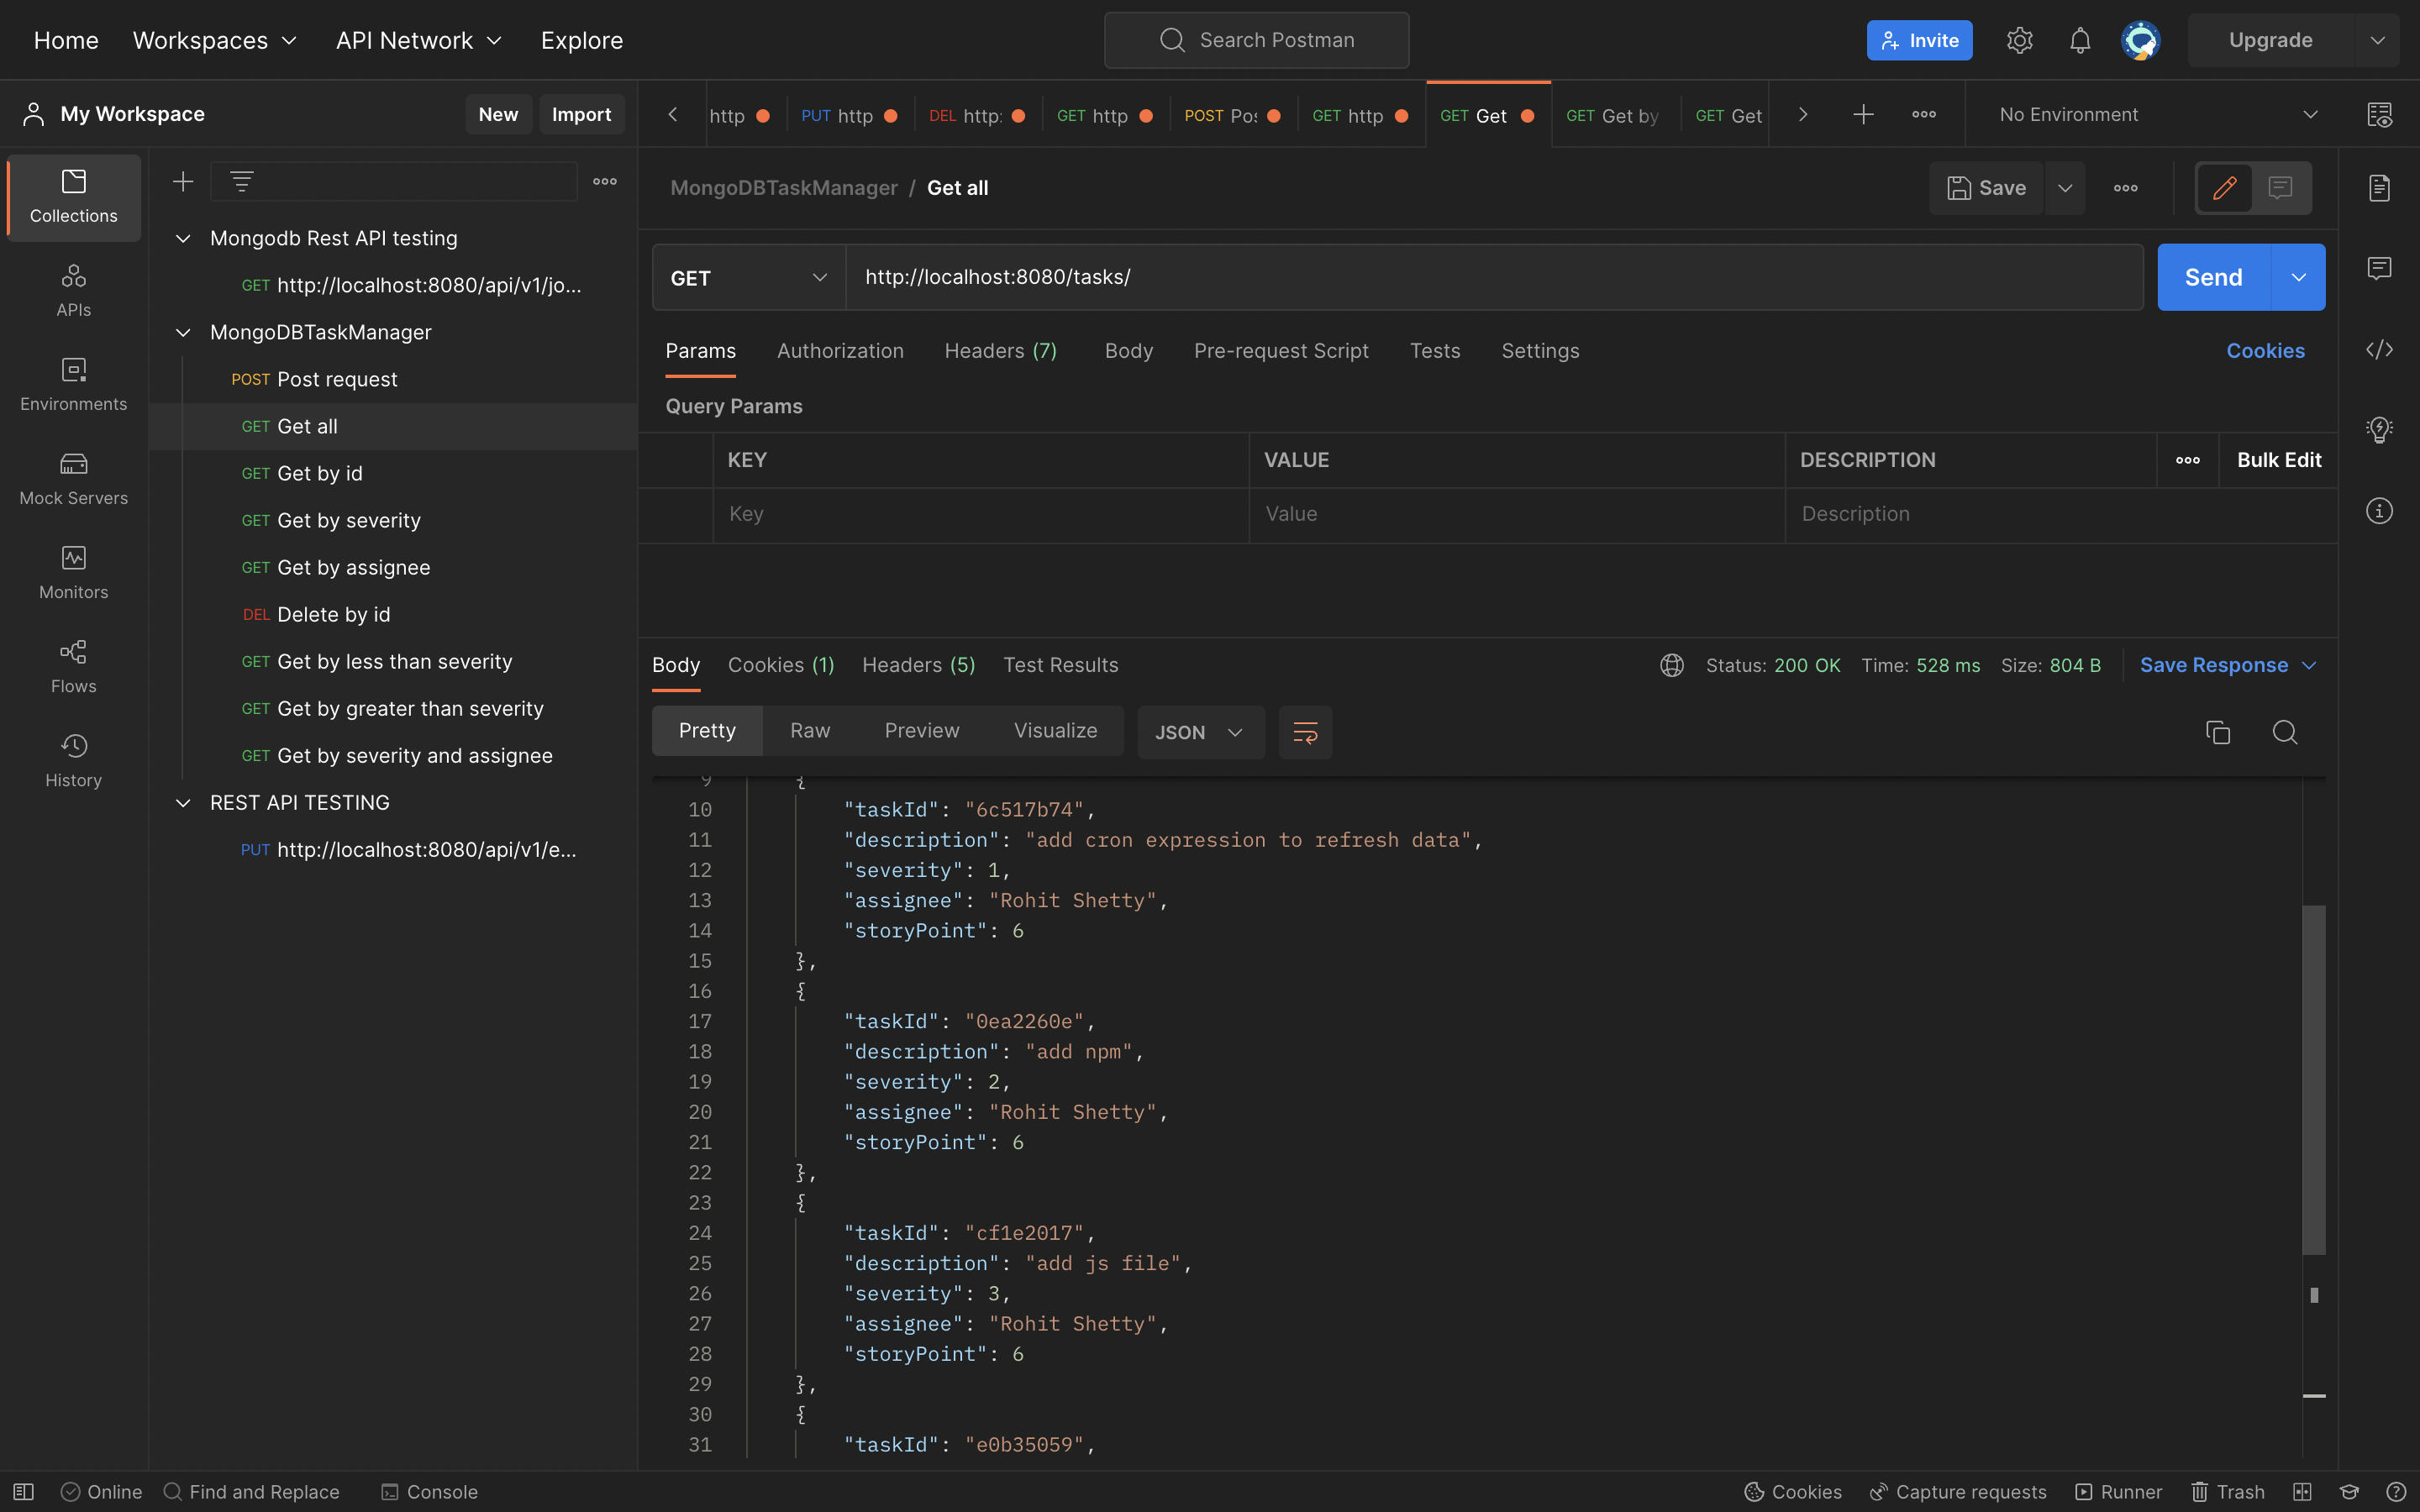 Home Workspaces API Network Explore Search Postman Invite Upgrade
My Workspace New Import
http PUT http DEL http: GET http POST Pos GET http GET Get GET Get by GET Get No Environment
Collections
APIs
Environments
Mock Servers
Monitors
Flows
History
Mongodb Rest API testing
GET http://localhost:8080/api/v1/jo...
MongoDBTaskManager
POST Post request
GET Get all
GET Get by id
GET Get by severity
GET Get by assignee
DEL Delete by id
GET Get by less than severity
GET Get by greater than severity
GET Get by severity and assignee
REST API TESTING
PUT http://localhost:8080/api/v1/e...
MongoDBTaskManager / Get all Save
GET http://localhost:8080/tasks/ Send
Params Authorization Headers (7) Body Pre-request Script Tests Settings Cookies
Query Params
KEY VALUE DESCRIPTION Bulk Edit
Key Value Description
Body Cookies (1) Headers (5) Test Results Status: 200 OK Time: 528 ms Size: 804 B Save Response
Pretty Raw Preview Visualize JSON
9 {
10 "taskId": "6c517b74",
11 "description": "add cron expression to refresh data",
12 "severity": 1,
13 "assignee": "Rohit Shetty",
14 "storyPoint": 6
15 },
16 {
17 "taskId": "0ea2260e",
18 "description": "add npm",
19 "severity": 2,
20 "assignee": "Rohit Shetty",
21 "storyPoint": 6
22 },
23 {
24 "taskId": "cf1e2017",
25 "description": "add js file",
26 "severity": 3,
27 "assignee": "Rohit Shetty",
28 "storyPoint": 6
29 },
30 {
31 "taskId": "e0b35059",
Online Find and Replace Console Cookies Capture requests Runner Trash